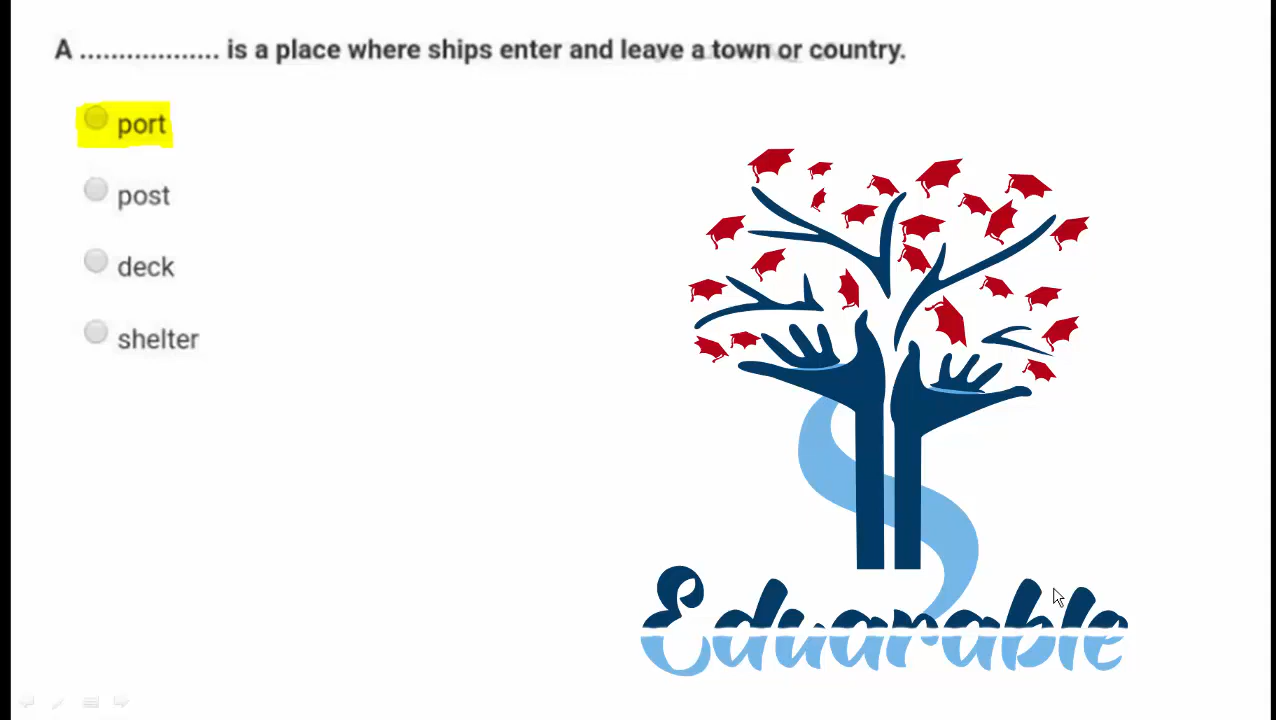 A .................. is a place where ships enter and leave a town or country.
port
post
deck
shelter
Eduarable